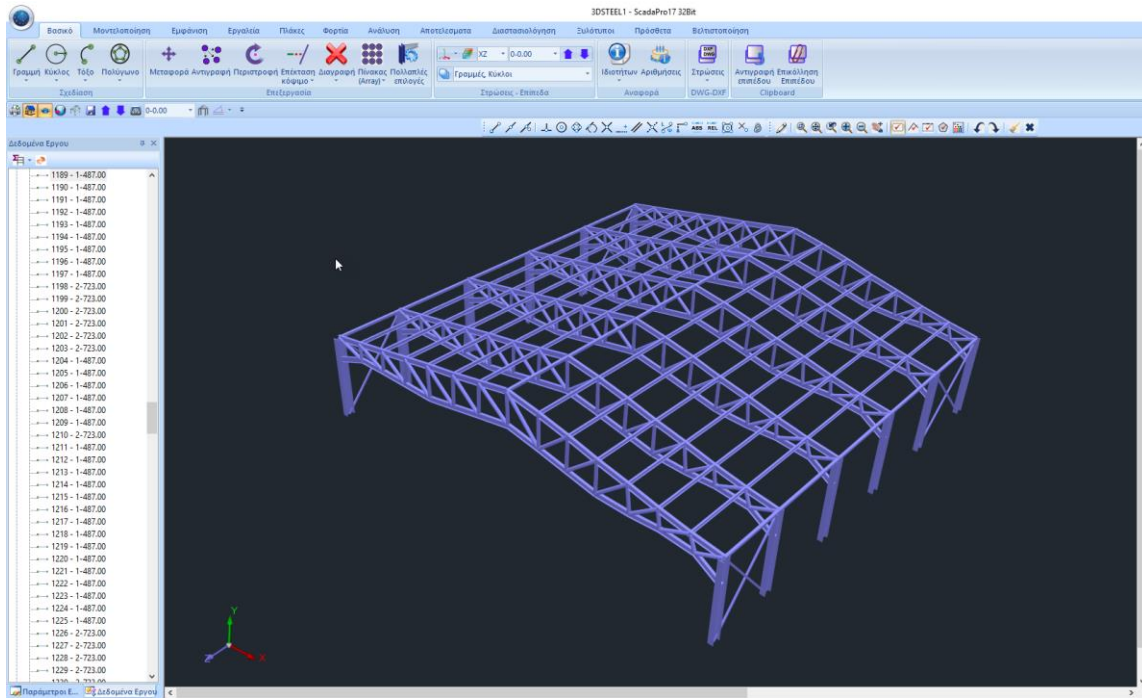 3DSTEEL1 - ScadaPro17 32Bit
Βασικό Μοντελοποίηση Εμφάνιση Εργαλεία Πλάκες Φορτία Ανάλυση Αποτελέσματα Διαστασιολόγηση Ξυλότυποι Πρόσθετα Βελτιστοποίηση
Γραμμή Κύκλος Τόξο Πολύγωνο Μεταφορά Αντιγραφή Περιστροφή Επέκταση Διαγραφή Πίνακας Πολλαπλές XZ 0-0.00 Ιδιοτήτων Αριθμήσεις Στρώσεις Αντιγραφή Επικόλληση
κόψιμο (Array) επιλογές Γραμμές, Κύκλοι επιπέδου Επιπέδου
Σχεδίαση Επεξεργασία Στρώσεις - Επίπεδα Αναφορά DWG-DXF Clipboard
0-0.00
ABS REL
Δεδομένα Εργου
1189 - 1-487.00
1190 - 1-487.00
1191 - 1-487.00
1192 - 1-487.00
1193 - 1-487.00
1194 - 1-487.00
1195 - 1-487.00
1196 - 1-487.00
1197 - 1-487.00
1198 - 2-723.00
1199 - 2-723.00
1200 - 2-723.00
1201 - 2-723.00
1202 - 2-723.00
1203 - 2-723.00
1204 - 1-487.00
1205 - 1-487.00
1206 - 1-487.00
1207 - 1-487.00
1208 - 1-487.00
1209 - 1-487.00
1210 - 2-723.00
1211 - 1-487.00
1212 - 1-487.00
1213 - 1-487.00
1214 - 1-487.00
1215 - 1-487.00
1216 - 1-487.00
1217 - 1-487.00
1218 - 1-487.00
1219 - 1-487.00
1220 - 1-487.00
1221 - 1-487.00
1222 - 1-487.00
1223 - 1-487.00
1224 - 1-487.00
1225 - 1-487.00
1226 - 2-723.00
1227 - 2-723.00
1228 - 2-723.00
1229 - 2-723.00
Y
X
Παράμετροι Ε... Δεδομένα Εργου